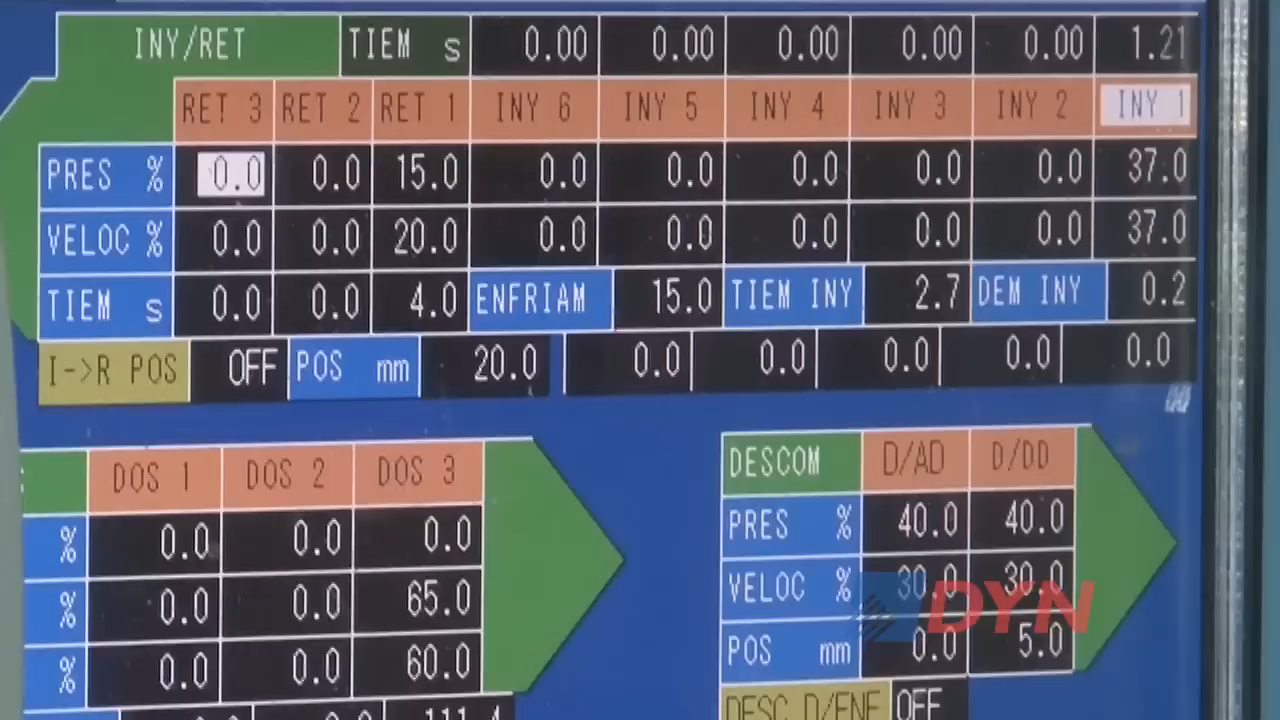 INY/RET TIEM s 0.00 0.00 0.00 0.00 0.00 1.21
RET 3 RET 2 RET 1 INY 6 INY 5 INY 4 INY 3 INY 2 INY 1
PRES % 0.0 0.0 15.0 0.0 0.0 0.0 0.0 0.0 37.0
VELOC % 0.0 0.0 20.0 0.0 0.0 0.0 0.0 0.0 37.0
TIEM s 0.0 0.0 4.0 ENFRIAM 15.0 TIEM INY 2.7 DEM INY 0.2
I->R POS OFF POS mm 20.0 0.0 0.0 0.0 0.0 0.0
DOS 1 DOS 2 DOS 3
% 0.0 0.0 0.0
% 0.0 0.0 65.0
% 0.0 0.0 60.0
111.4
DESCOM D/AD D/DD
PRES % 40.0 40.0
VELOC % 30.0 30.0
POS mm 0.0 5.0
DESC D/ENE OFF
DYN